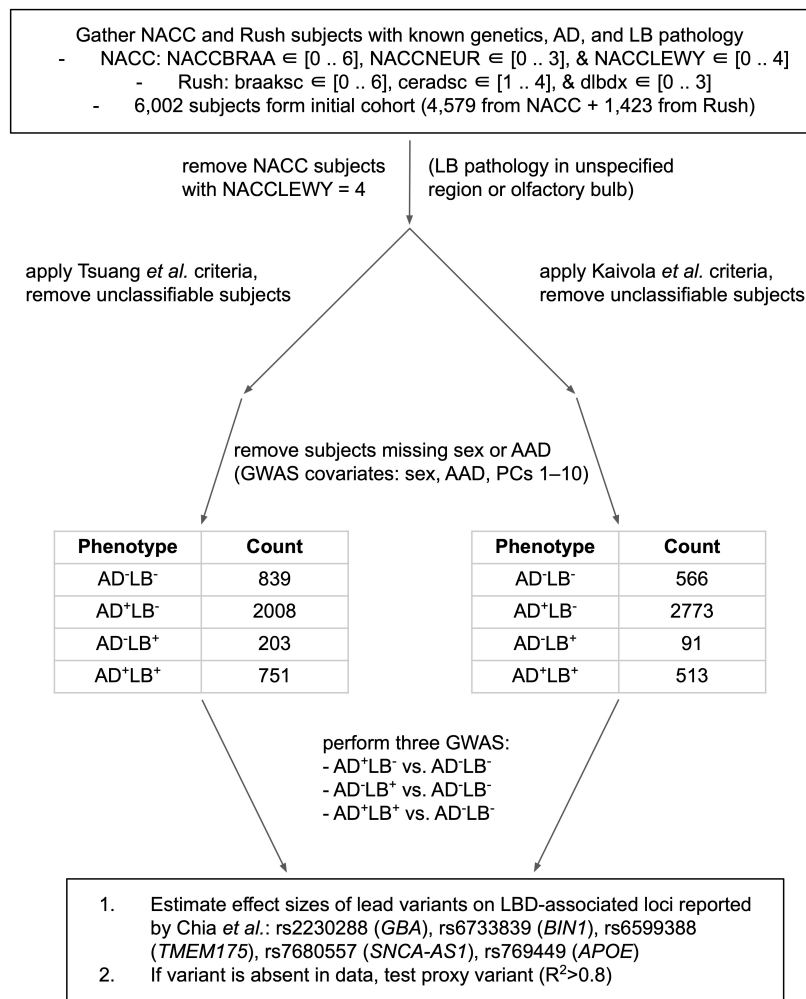 Gather NACC and Rush subjects with known genetics, AD, and LB pathology
- NACC: NACCBRAA ∈ [0 .. 6], NACCNEUR ∈ [0 .. 3], & NACCLEWY ∈ [0 .. 4]
- Rush: braaksc ∈ [0 .. 6], ceradsc ∈ [1 .. 4], & dlbdx ∈ [0 .. 3]
- 6,002 subjects form initial cohort (4,579 from NACC + 1,423 from Rush)
remove NACC subjects
with NACCLEWY = 4
(LB pathology in unspecified
region or olfactory bulb)
apply Tsuang et al. criteria,
remove unclassifiable subjects
apply Kaivola et al. criteria,
remove unclassifiable subjects
remove subjects missing sex or AAD
(GWAS covariates: sex, AAD, PCs 1–10)
Phenotype Count
AD⁻LB⁻ 839
AD⁺LB⁻ 2008
AD⁻LB⁺ 203
AD⁺LB⁺ 751
Phenotype Count
AD⁻LB⁻ 566
AD⁺LB⁻ 2773
AD⁻LB⁺ 91
AD⁺LB⁺ 513
perform three GWAS:
- AD⁺LB⁻ vs. AD⁻LB⁻
- AD⁻LB⁺ vs. AD⁻LB⁻
- AD⁺LB⁺ vs. AD⁻LB⁻
1. Estimate effect sizes of lead variants on LBD-associated loci reported
by Chia et al.: rs2230288 (GBA), rs6733839 (BIN1), rs6599388
(TMEM175), rs7680557 (SNCA-AS1), rs769449 (APOE)
2. If variant is absent in data, test proxy variant (R²>0.8)